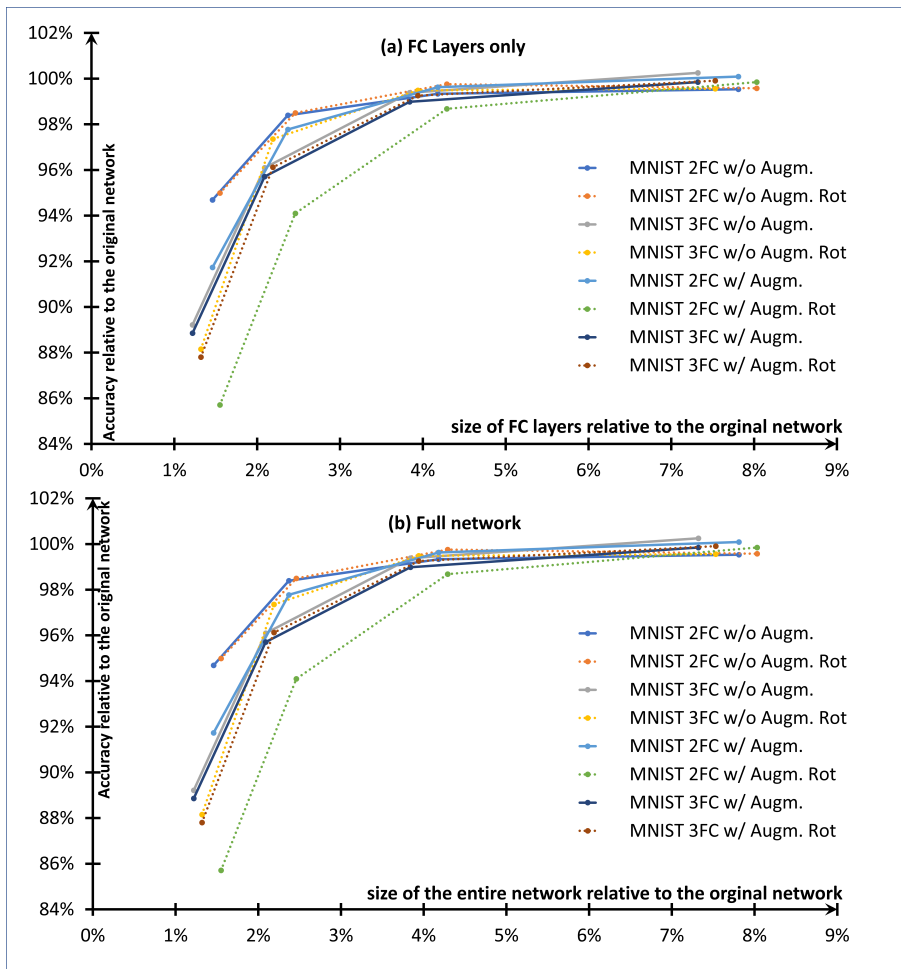 102%
(a) FC Layers only
100%
98%
96%
94%
92%
90%
88%
86%
84%
Accuracy relative to the original network
MNIST 2FC w/o Augm.
MNIST 2FC w/o Augm. Rot
MNIST 3FC w/o Augm.
MNIST 3FC w/o Augm. Rot
MNIST 2FC w/ Augm.
MNIST 2FC w/ Augm. Rot
MNIST 3FC w/ Augm.
MNIST 3FC w/ Augm. Rot
size of FC layers relative to the orginal network
0% 1% 2% 3% 4% 5% 6% 7% 8% 9%
102%
(b) Full network
100%
98%
96%
94%
92%
90%
88%
86%
84%
Accuracy relative to the original network
MNIST 2FC w/o Augm.
MNIST 2FC w/o Augm. Rot
MNIST 3FC w/o Augm.
MNIST 3FC w/o Augm. Rot
MNIST 2FC w/ Augm.
MNIST 2FC w/ Augm. Rot
MNIST 3FC w/ Augm.
MNIST 3FC w/ Augm. Rot
size of the entire network relative to the orginal network
0% 1% 2% 3% 4% 5% 6% 7% 8% 9%